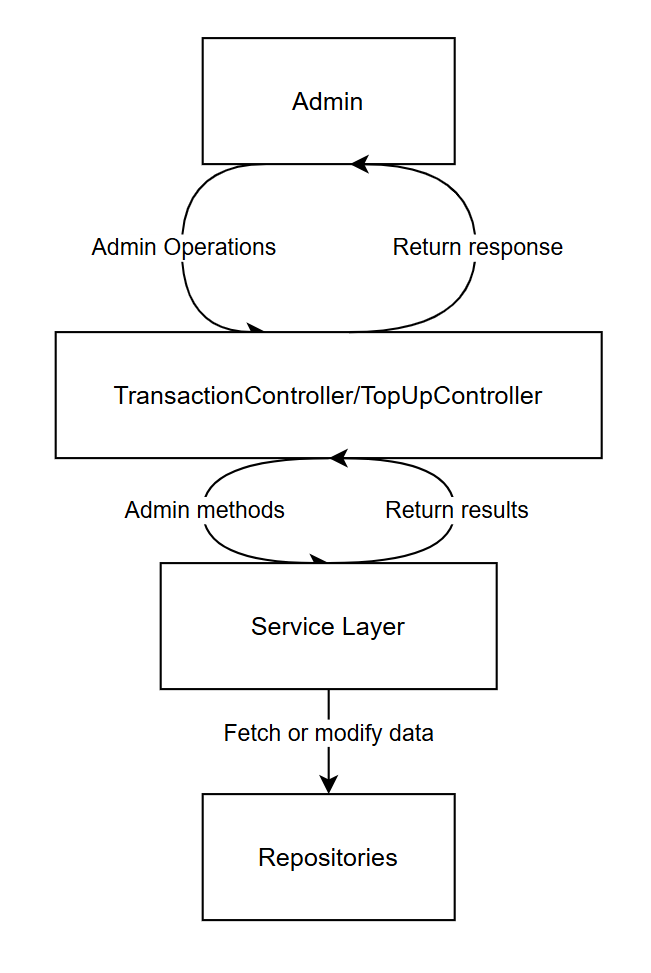 Admin
Admin Operations
Return response
TransactionController/TopUpController
Admin methods
Return results
Service Layer
Fetch or modify data
Repositories